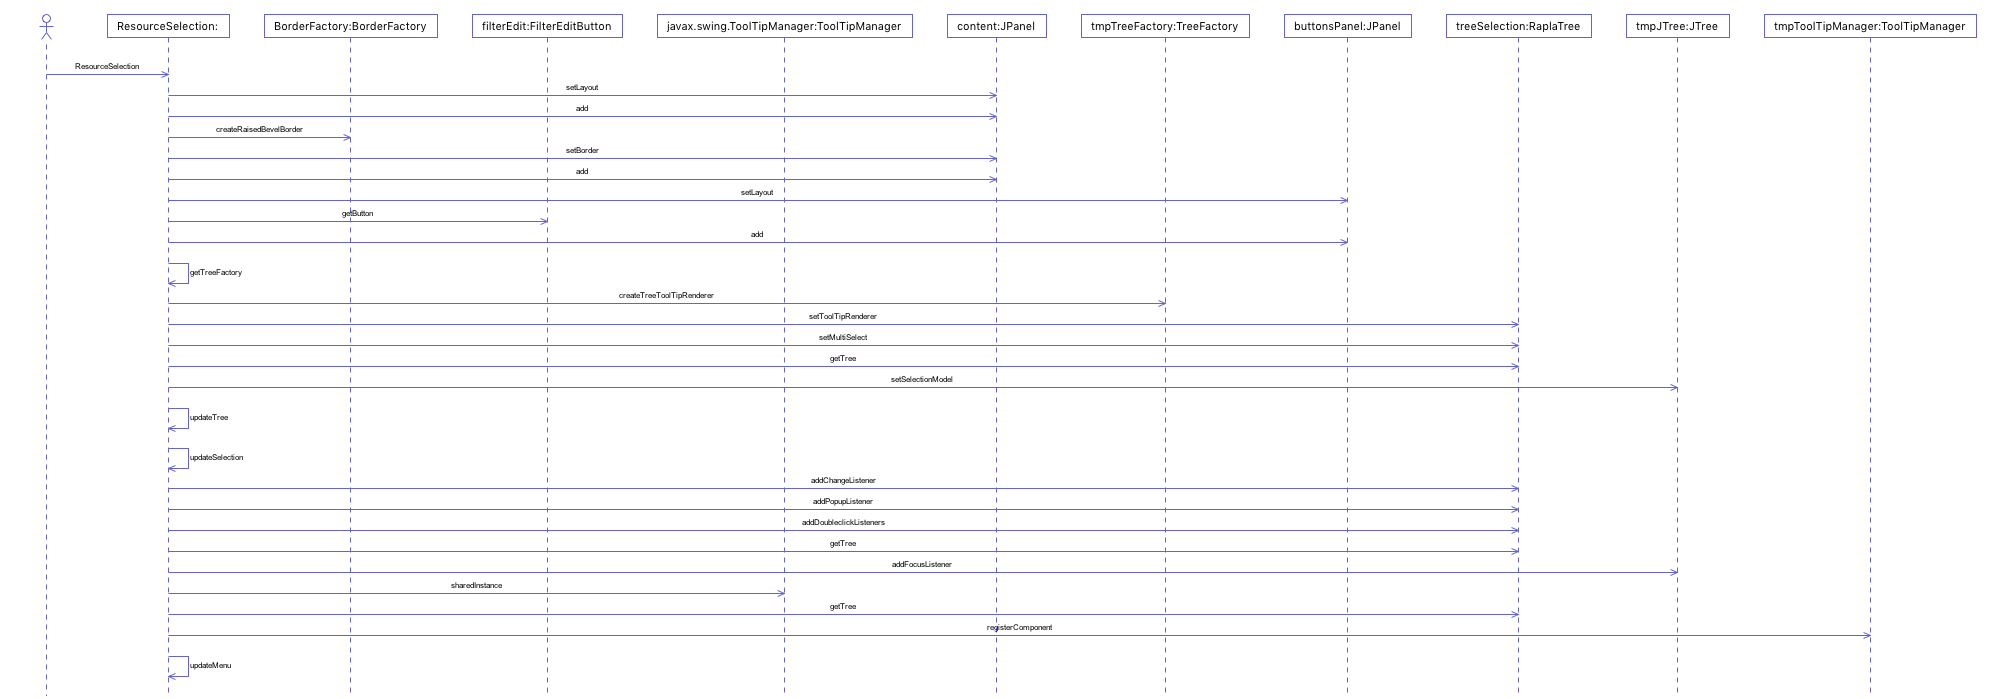 ResourceSelection:
BorderFactory:BorderFactory
filterEdit:FilterEditButton
javax.swing.ToolTipManager:ToolTipManager
content:JPanel
tmpTreeFactory:TreeFactory
buttonsPanel:JPanel
treeSelection:RaplaTree
tmpJTree:JTree
tmpToolTipManager:ToolTipManager
ResourceSelection
setLayout
add
createRaisedBevelBorder
setBorder
add
setLayout
getButton
add
getTreeFactory
createTreeToolTipRenderer
setToolTipRenderer
setMultiSelect
getTree
setSelectionModel
updateTree
updateSelection
addChangeListener
addPopupListener
addDoubleclickListeners
getTree
addFocusListener
sharedInstance
getTree
registerComponent
updateMenu